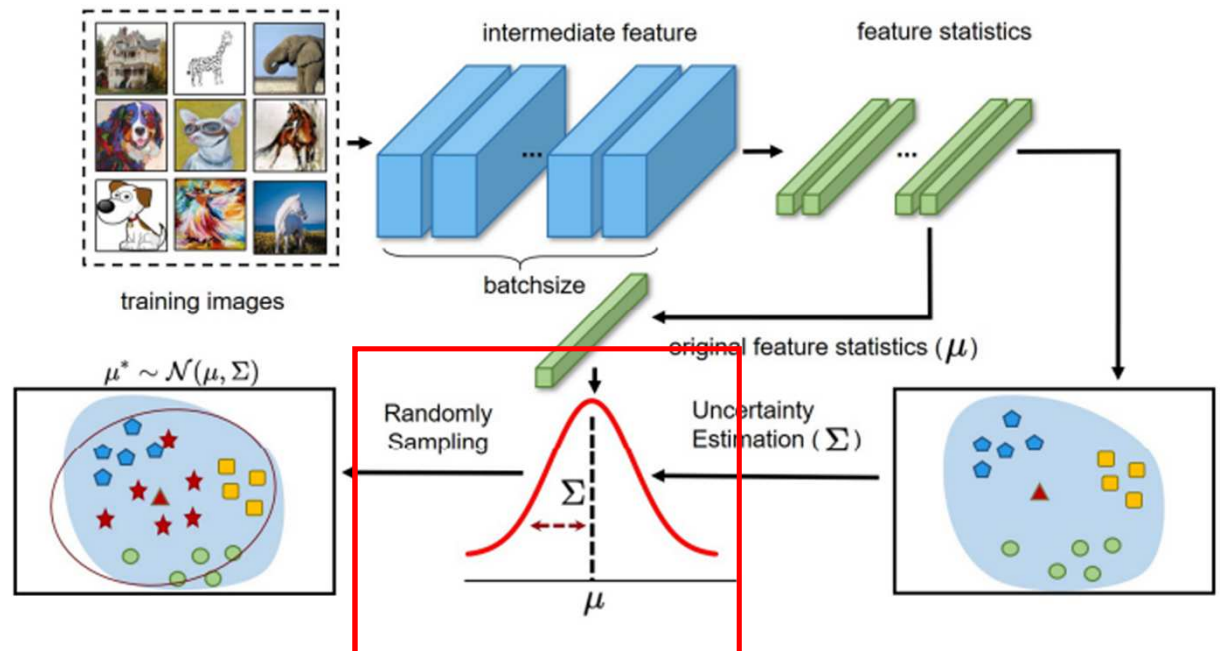 intermediate feature
feature statistics
...
...
batchsize
training images
original feature statistics (μ)
μ* ∼ N(μ, Σ)
Randomly
Sampling
Uncertainty
Estimation (Σ)
Σ
μ